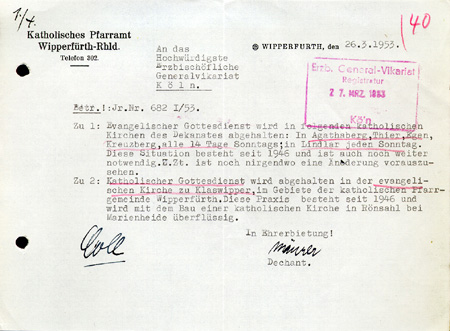 1/4.
40
Katholisches Pfarramt
Wipperfürth-Rhld.
Telefon 202.
An das
Hochwürdigste
Erzbischöfliche
Generalvikariat
K ö l n.
WIPPERFÜRTH, den 26.3.1953.
Erzb. General-Vikariat
Registratur
27. MRZ. 1953
Köln
Betr.!:Jr.Nr. 682 I/53.
Zu 1: Evangelischer Gottesdienst wird in folgenden katholischen
Kirchen des Dekanates abgehalten: In Agathaberg,Thier,Egen,
Kreuzberg,alle 14 Tage Sonntags;in Lindlar jeden Sonntag.
Diese Situation besteht seit 1946 und ist auch noch weiter
notwendig.Z.Zt. ist noch nirgendwo eine Änderung vorauszu-
sehen.
Zu 2: Katholischer Gottesdienst wird abgehalten in der evangeli-
schen Kirche zu Klaswipper,in Gebiete der katholischen Pfarr-
gemeinde Wipperfürth.Diese Praxis besteht seit 1946 und
wird mit dem Bau einer katholischen Kirche in Rönsahl bei
Marienheide überflüssig.
In Ehrerbietung!
Dechant.